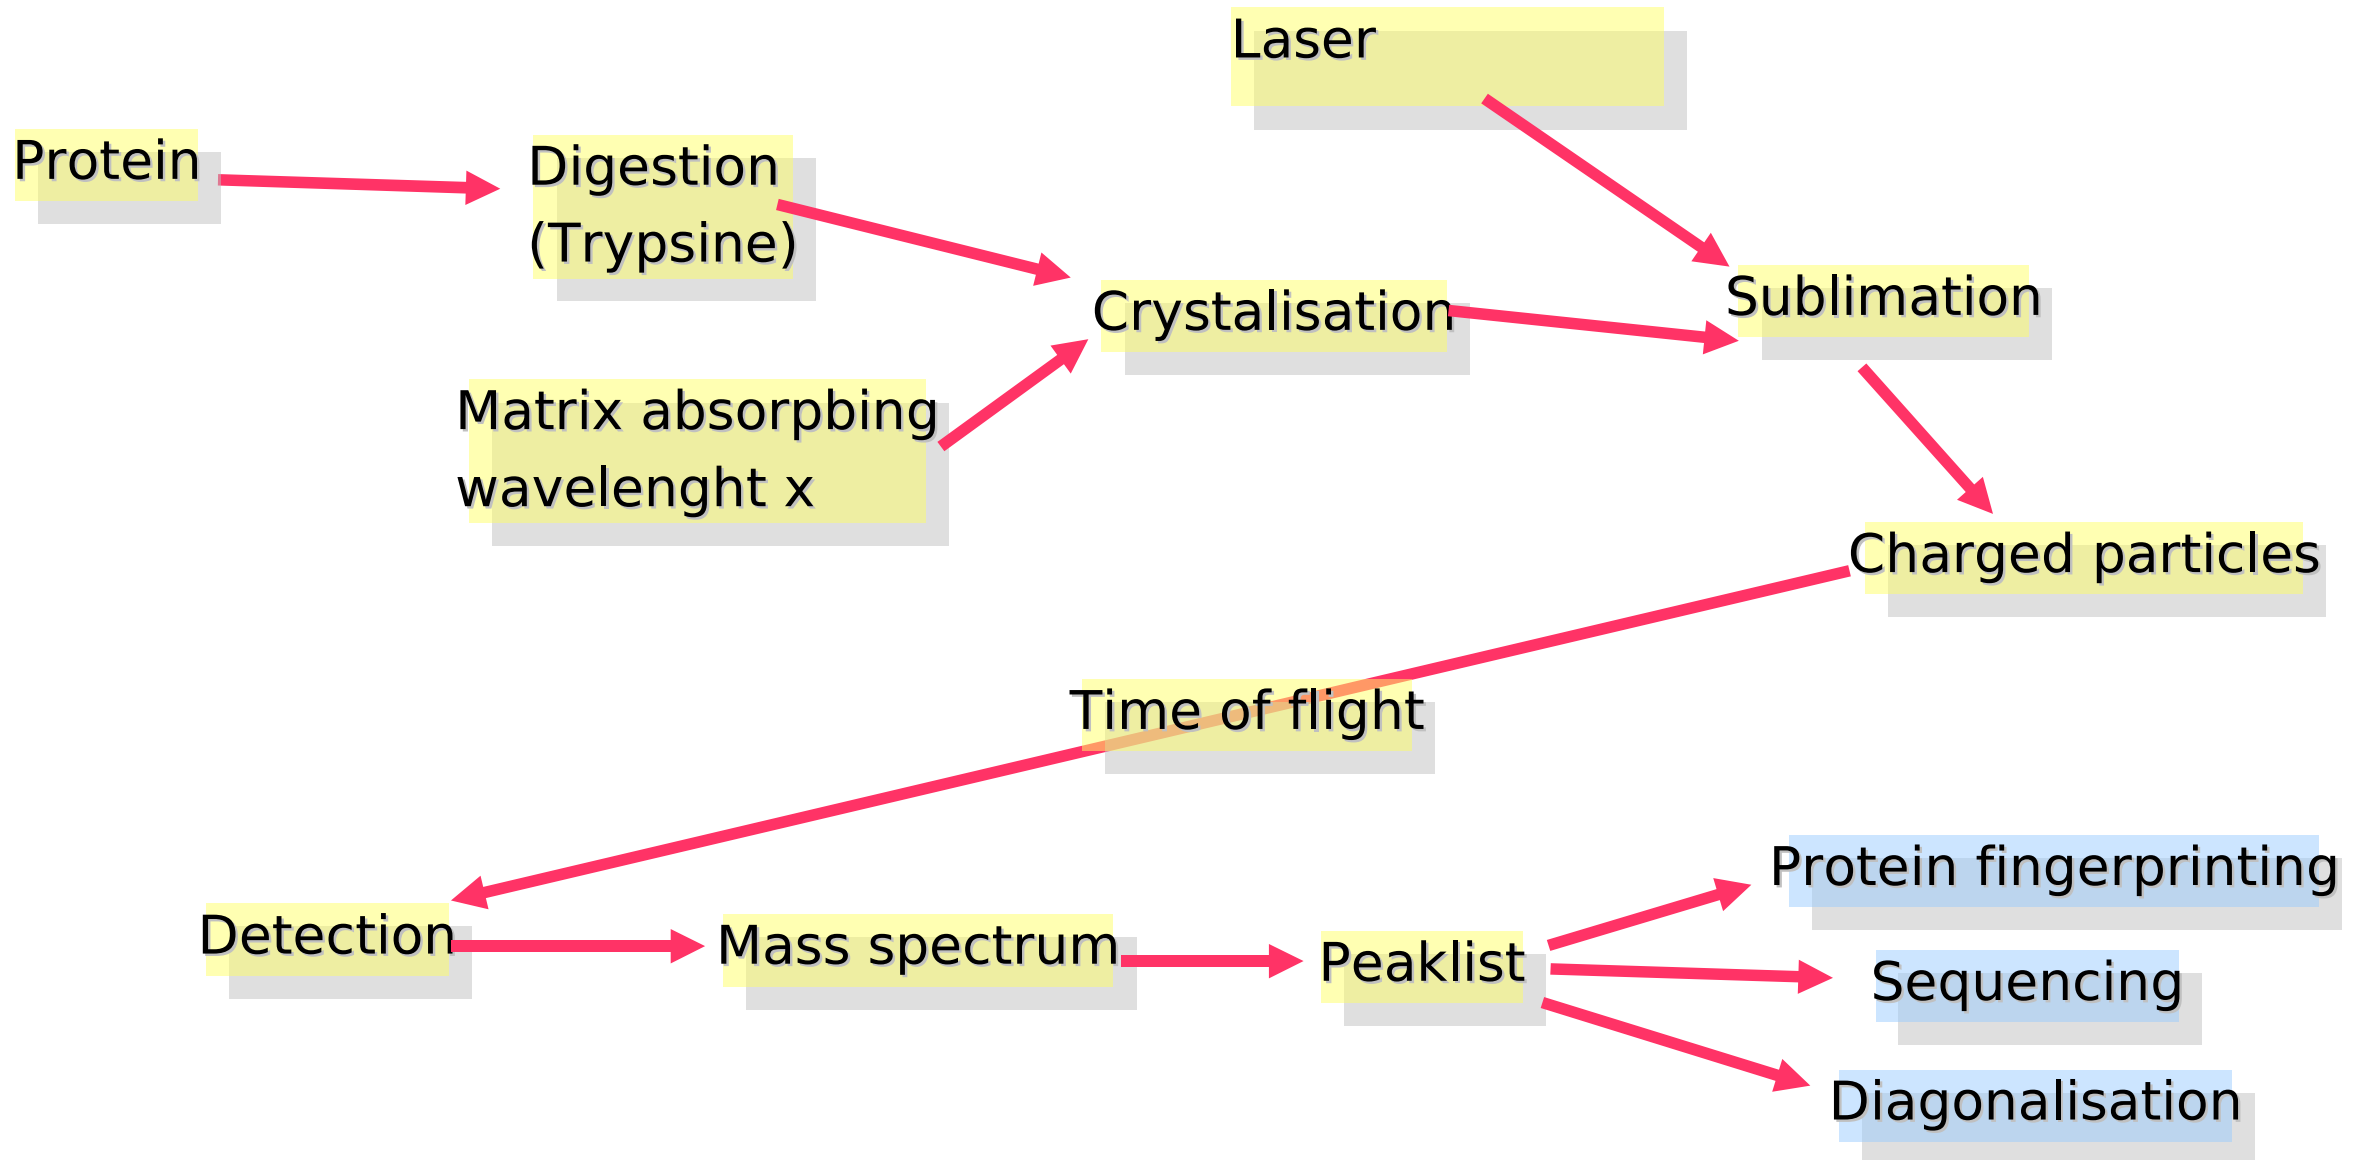 Laser
Protein
Digestion
(Trypsine)
Crystalisation
Sublimation
Matrix absorpbing
wavelenght x
Charged particles
Time of flight
Detection
Mass spectrum
Peaklist
Protein fingerprinting
Sequencing
Diagonalisation